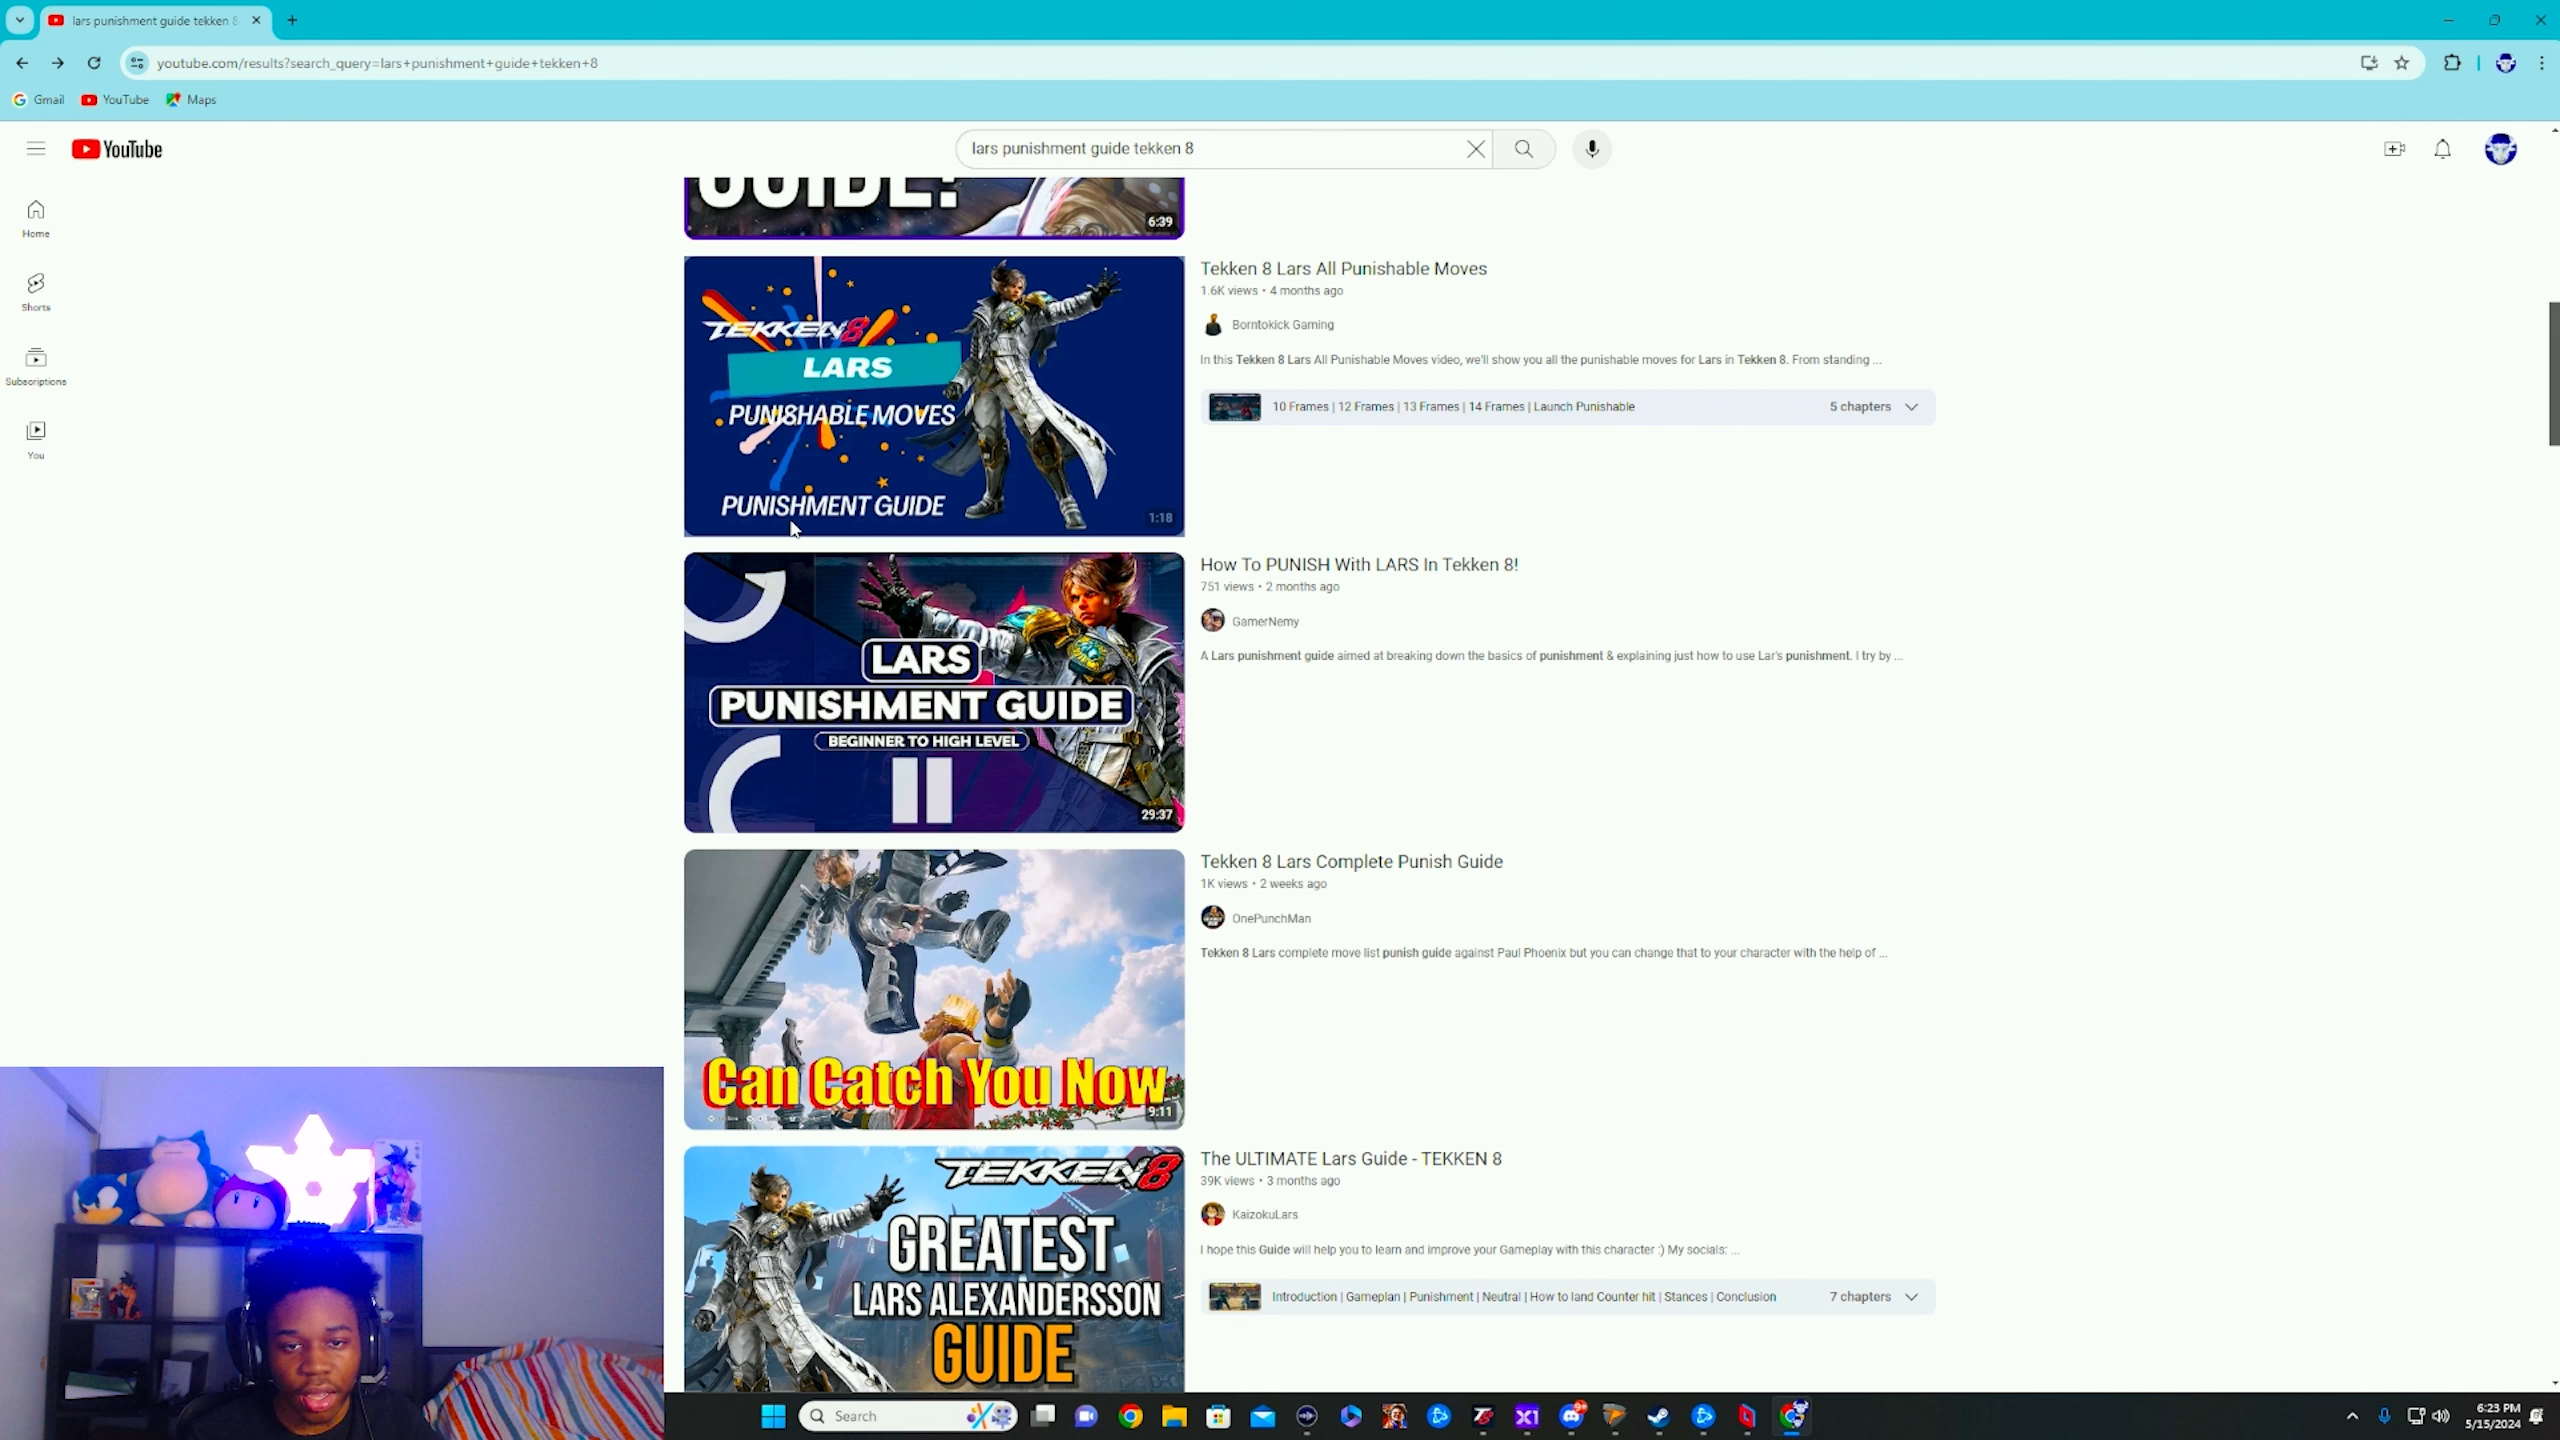 lars punishment guide tekken 8
youtube.com/results?search_query=lars+punishment+guide+tekken+8
Gmail YouTube Maps
YouTube
lars punishment guide tekken 8
Home
Shorts
Subscriptions
You
GUIDE!
6:39
TEKKEN 8
LARS
PUNISHABLE MOVES
PUNISHMENT GUIDE
1:18
Tekken 8 Lars All Punishable Moves
1.6K views • 4 months ago
Borntokick Gaming
In this Tekken 8 Lars All Punishable Moves video, we'll show you all the punishable moves for Lars in Tekken 8. From standing ...
10 Frames | 12 Frames | 13 Frames | 14 Frames | Launch Punishable 5 chapters
LARS
PUNISHMENT GUIDE
BEGINNER TO HIGH LEVEL
29:37
How To PUNISH With LARS In Tekken 8!
751 views • 2 months ago
GamerNemy
A Lars punishment guide aimed at breaking down the basics of punishment & explaining just how to use Lar's punishment. I try by ...
Can Catch You Now
9:11
Tekken 8 Lars Complete Punish Guide
1K views • 2 weeks ago
OnePunchMan
Tekken 8 Lars complete move list punish guide against Paul Phoenix but you can change that to your character with the help of ...
TEKKEN 8
GREATEST
LARS ALEXANDERSSON
GUIDE
The ULTIMATE Lars Guide - TEKKEN 8
39K views • 3 months ago
KaizokuLars
I hope this Guide will help you to learn and improve your Gameplay with this character :) My socials: ...
Introduction | Gameplan | Punishment | Neutral | How to land Counter hit | Stances | Conclusion 7 chapters
Search
6:23 PM
5/15/2024